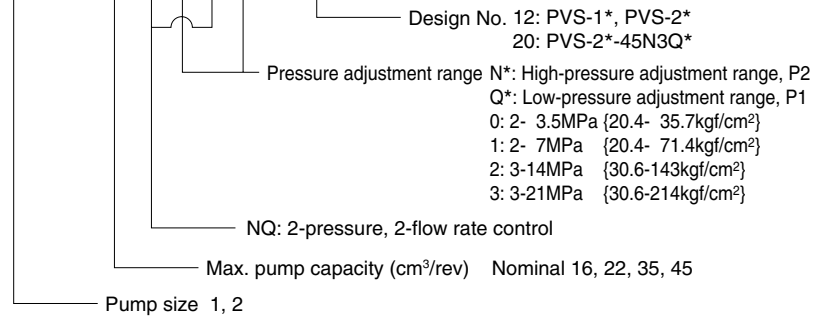 Design No. 12: PVS-1*, PVS-2*
20: PVS-2*-45N3Q*
Pressure adjustment range N*: High-pressure adjustment range, P2
Q*: Low-pressure adjustment range, P1
0: 2- 3.5MPa {20.4- 35.7kgf/cm²}
1: 2- 7MPa {20.4- 71.4kgf/cm²}
2: 3-14MPa {30.6-143kgf/cm²}
3: 3-21MPa {30.6-214kgf/cm²}
NQ: 2-pressure, 2-flow rate control
Max. pump capacity (cm³/rev) Nominal 16, 22, 35, 45
Pump size 1, 2